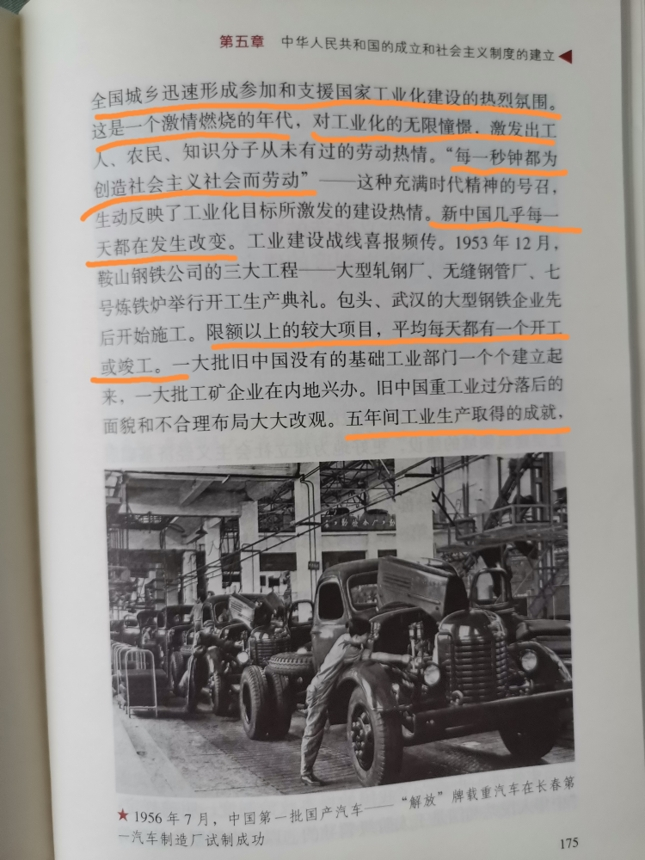 第五章 中华人民共和国的成立和社会主义制度的建立
全国城乡迅速形成参加和支援国家工业化建设的热烈氛围。
这是一个激情燃烧的年代，对工业化的无限憧憬，激发出工
人、农民、知识分子从未有过的劳动热情。“每一秒钟都为
创造社会主义社会而劳动”——这种充满时代精神的号召，
生动反映了工业化目标所激发的建设热情。新中国几乎每一
天都在发生改变。工业建设战线喜报频传。1953年12月，
鞍山钢铁公司的三大工程——大型轧钢厂、无缝钢管厂、七
号炼铁炉举行开工生产典礼。包头、武汉的大型钢铁企业先
后开始施工。限额以上的较大项目，平均每天都有一个开工
或竣工。一大批旧中国没有的基础工业部门一个个建立起
来，一大批工矿企业在内地兴办。旧中国重工业过分落后的
面貌和不合理布局大大改观。五年间工业生产取得的成就，
★1956年7月，中国第一批国产汽车——“解放”牌载重汽车在长春第
一汽车制造厂试制成功
175